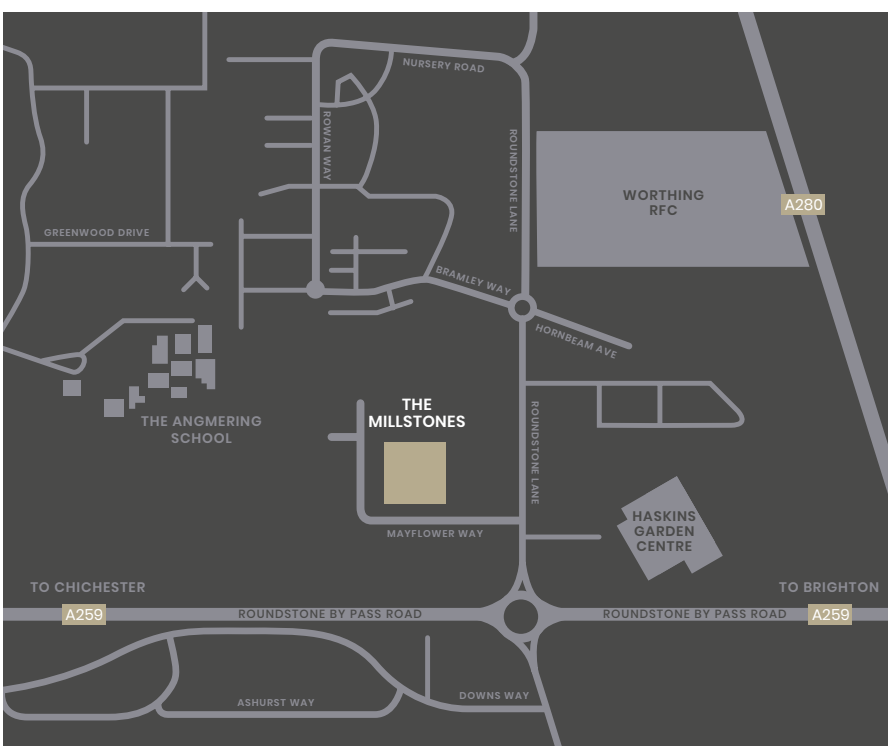 NURSERY ROAD
ROWAN WAY
ROUNDSTONE LANE
WORTHING
RFC
A280
GREENWOOD DRIVE
BRAMLEY WAY
HORNBEAM AVE
THE
MILLSTONES
THE ANGMERING
SCHOOL
ROUNDSTONE LANE
HASKINS
GARDEN
CENTRE
MAYFLOWER WAY
TO CHICHESTER
TO BRIGHTON
A259
ROUNDSTONE BY PASS ROAD
ROUNDSTONE BY PASS ROAD
A259
ASHURST WAY
DOWNS WAY